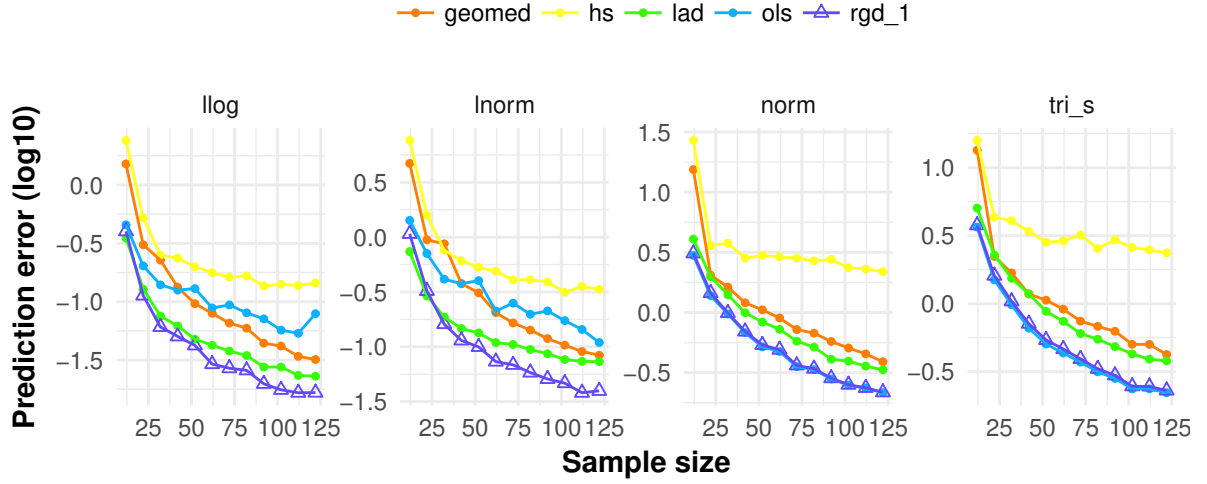 geomed hs lad ols rgd_1
llog lnorm norm tri_s
Prediction error (log10)
0.0
−0.5
−1.0
−1.5
25 50 75 100 125
0.5
0.0
−0.5
−1.0
−1.5
25 50 75 100 125
1.5
1.0
0.5
0.0
−0.5
25 50 75 100 125
1.0
0.5
0.0
−0.5
25 50 75 100 125
Sample size